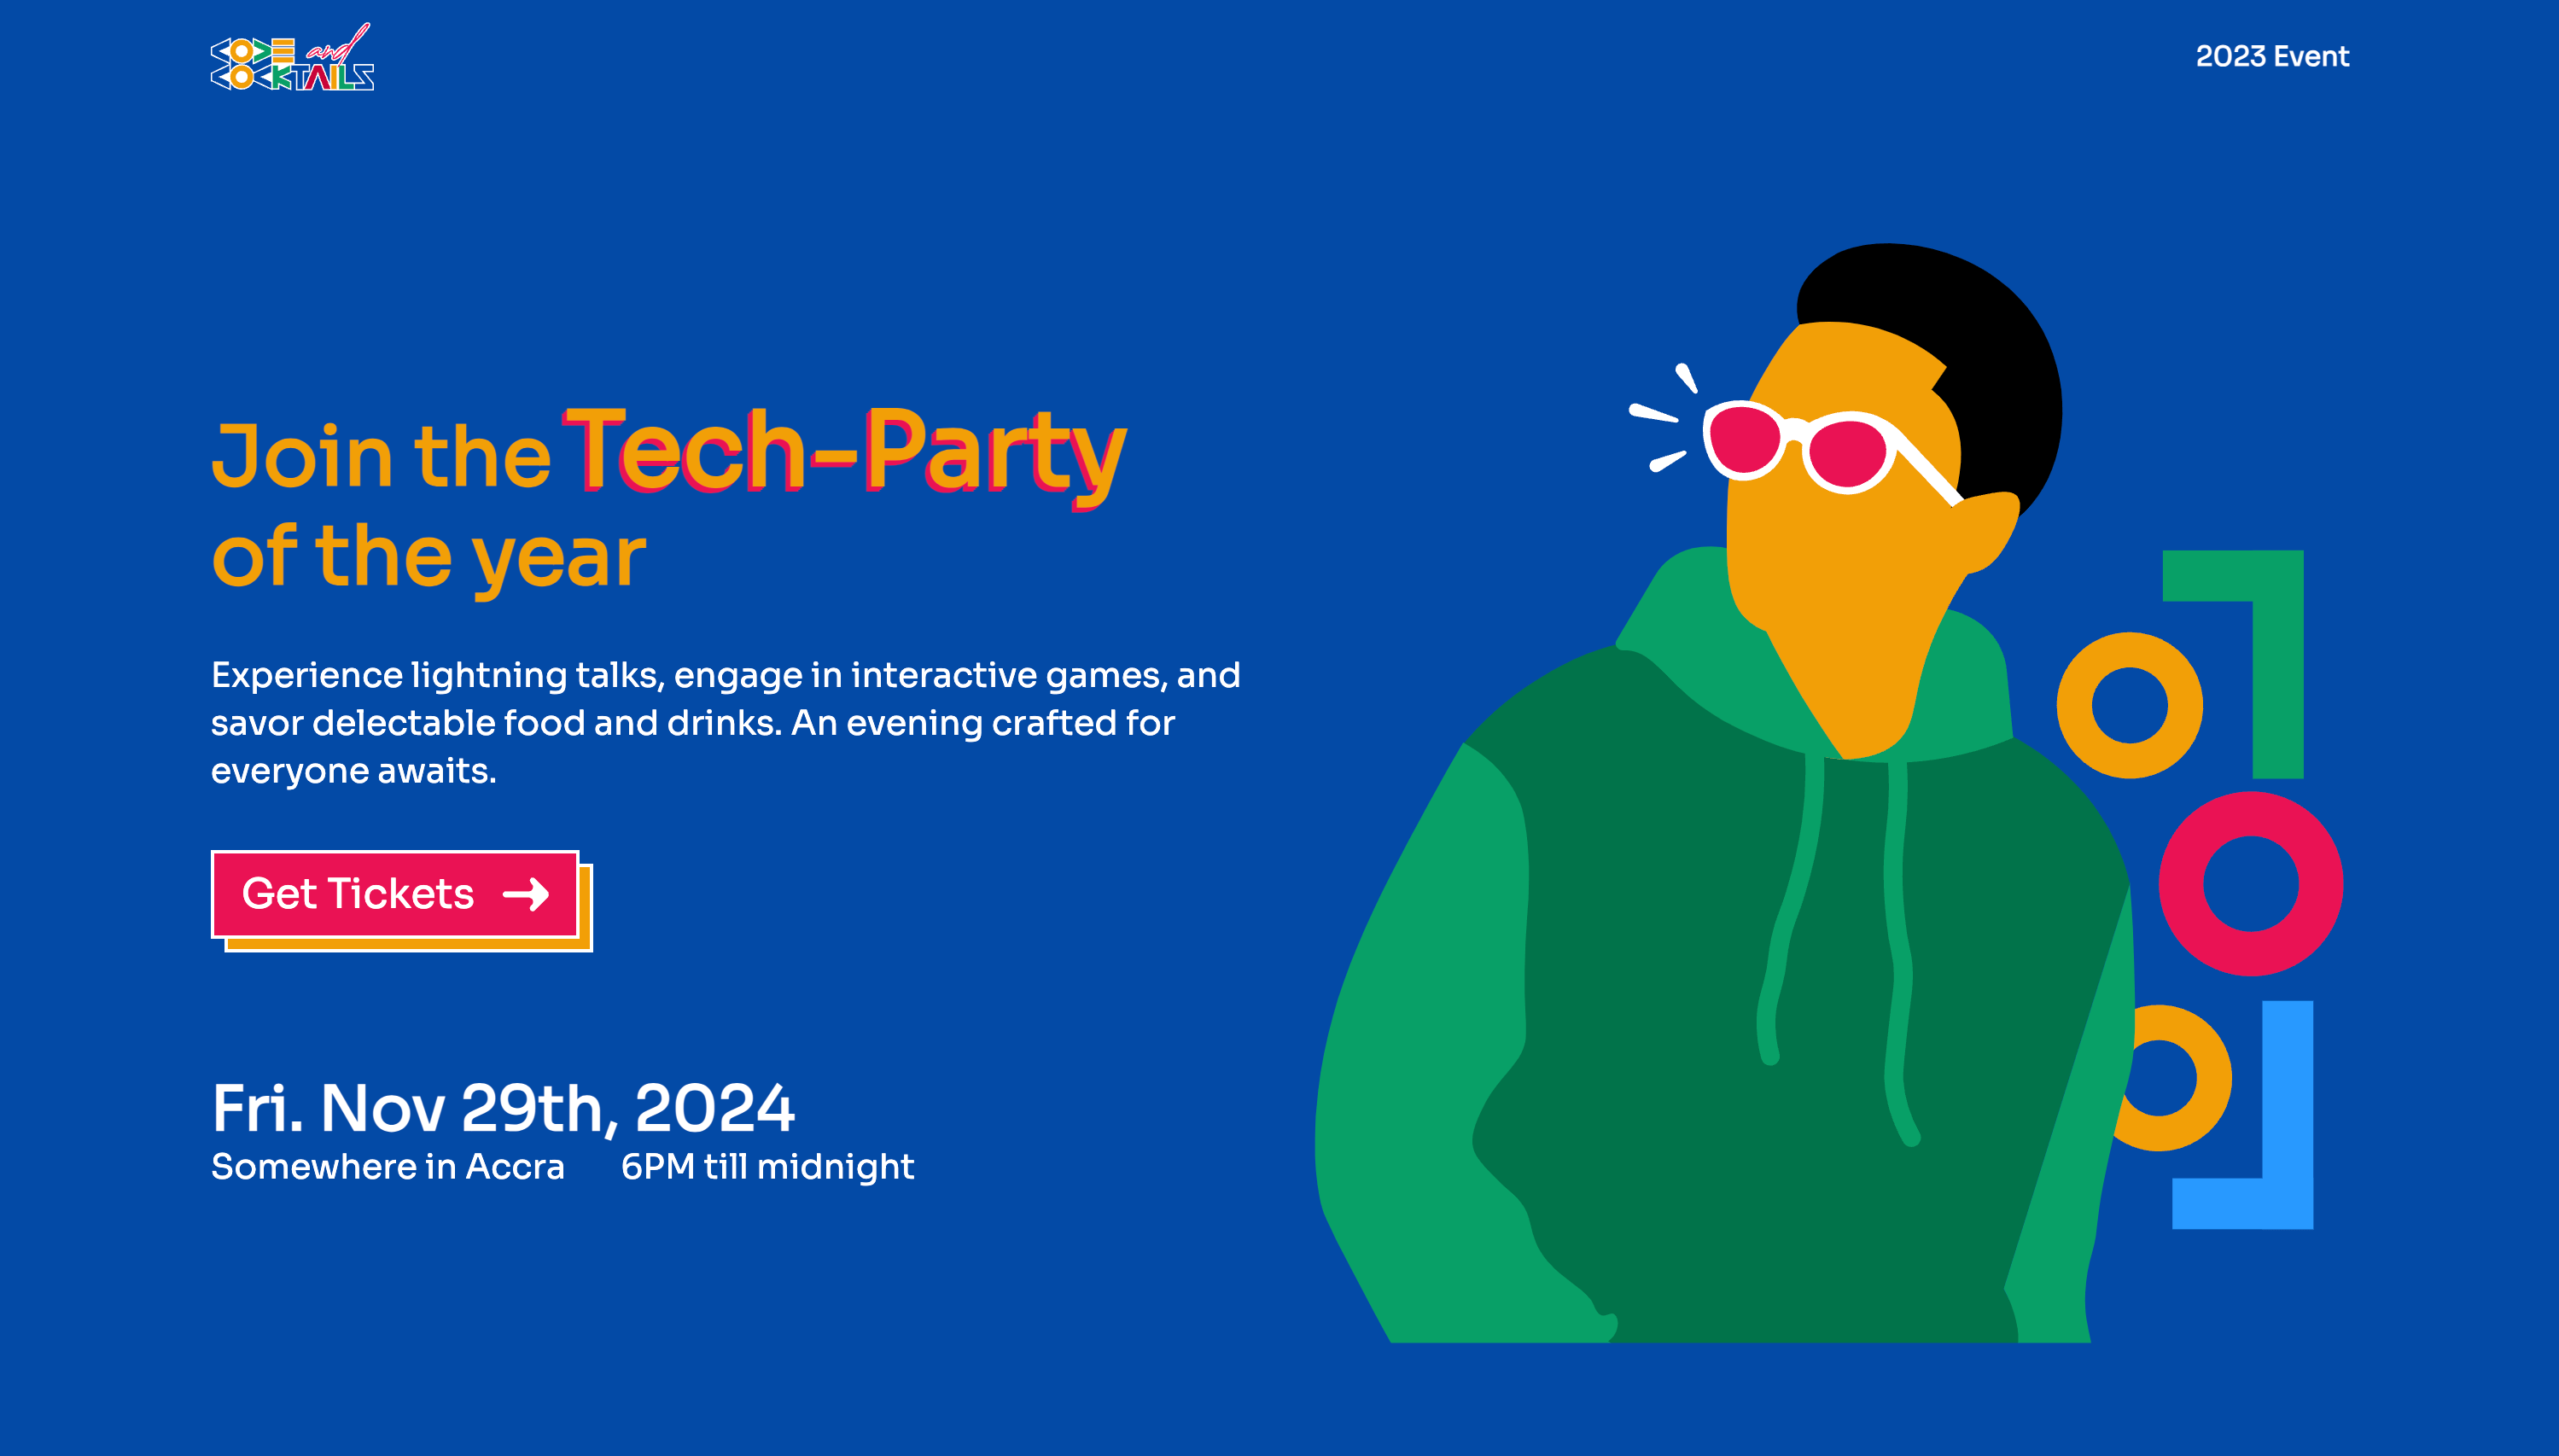 CODE and
COCKTAILS
2023 Event
Join the Tech-Party
of the year
Experience lightning talks, engage in interactive games, and
savor delectable food and drinks. An evening crafted for
everyone awaits.
Get Tickets
Fri. Nov 29th, 2024
Somewhere in Accra 6PM till midnight